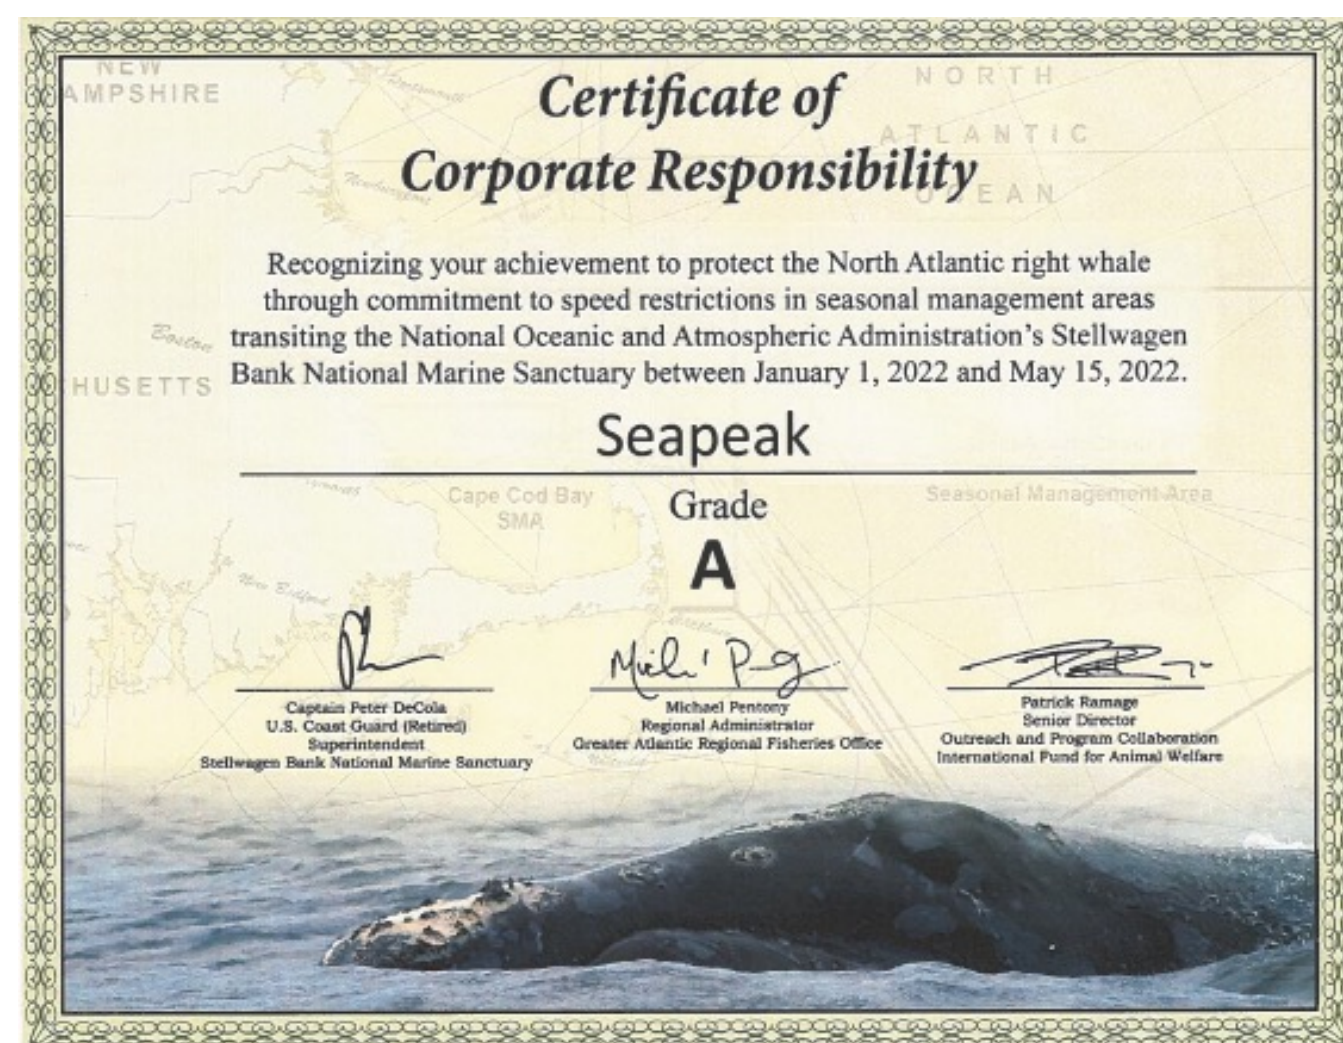 NEW
AMPSHIRE
NORTH
ATLANTIC
OCEAN
Certificate of
Corporate Responsibility
Portsmouth
Newburyport
Recognizing your achievement to protect the North Atlantic right whale
through commitment to speed restrictions in seasonal management areas
transiting the National Oceanic and Atmospheric Administration's Stellwagen
Bank National Marine Sanctuary between January 1, 2022 and May 15, 2022.
Boston
HUSETTS
Seapeak
Cape Cod Bay
SMA
Seasonal Management Area
Grade
A
New Bedford
Captain Peter DeCola
U.S. Coast Guard (Retired)
Superintendent
Stellwagen Bank National Marine Sanctuary
Michael Pentony
Regional Administrator
Greater Atlantic Regional Fisheries Office
Patrick Ramage
Senior Director
Outreach and Program Collaboration
International Fund for Animal Welfare